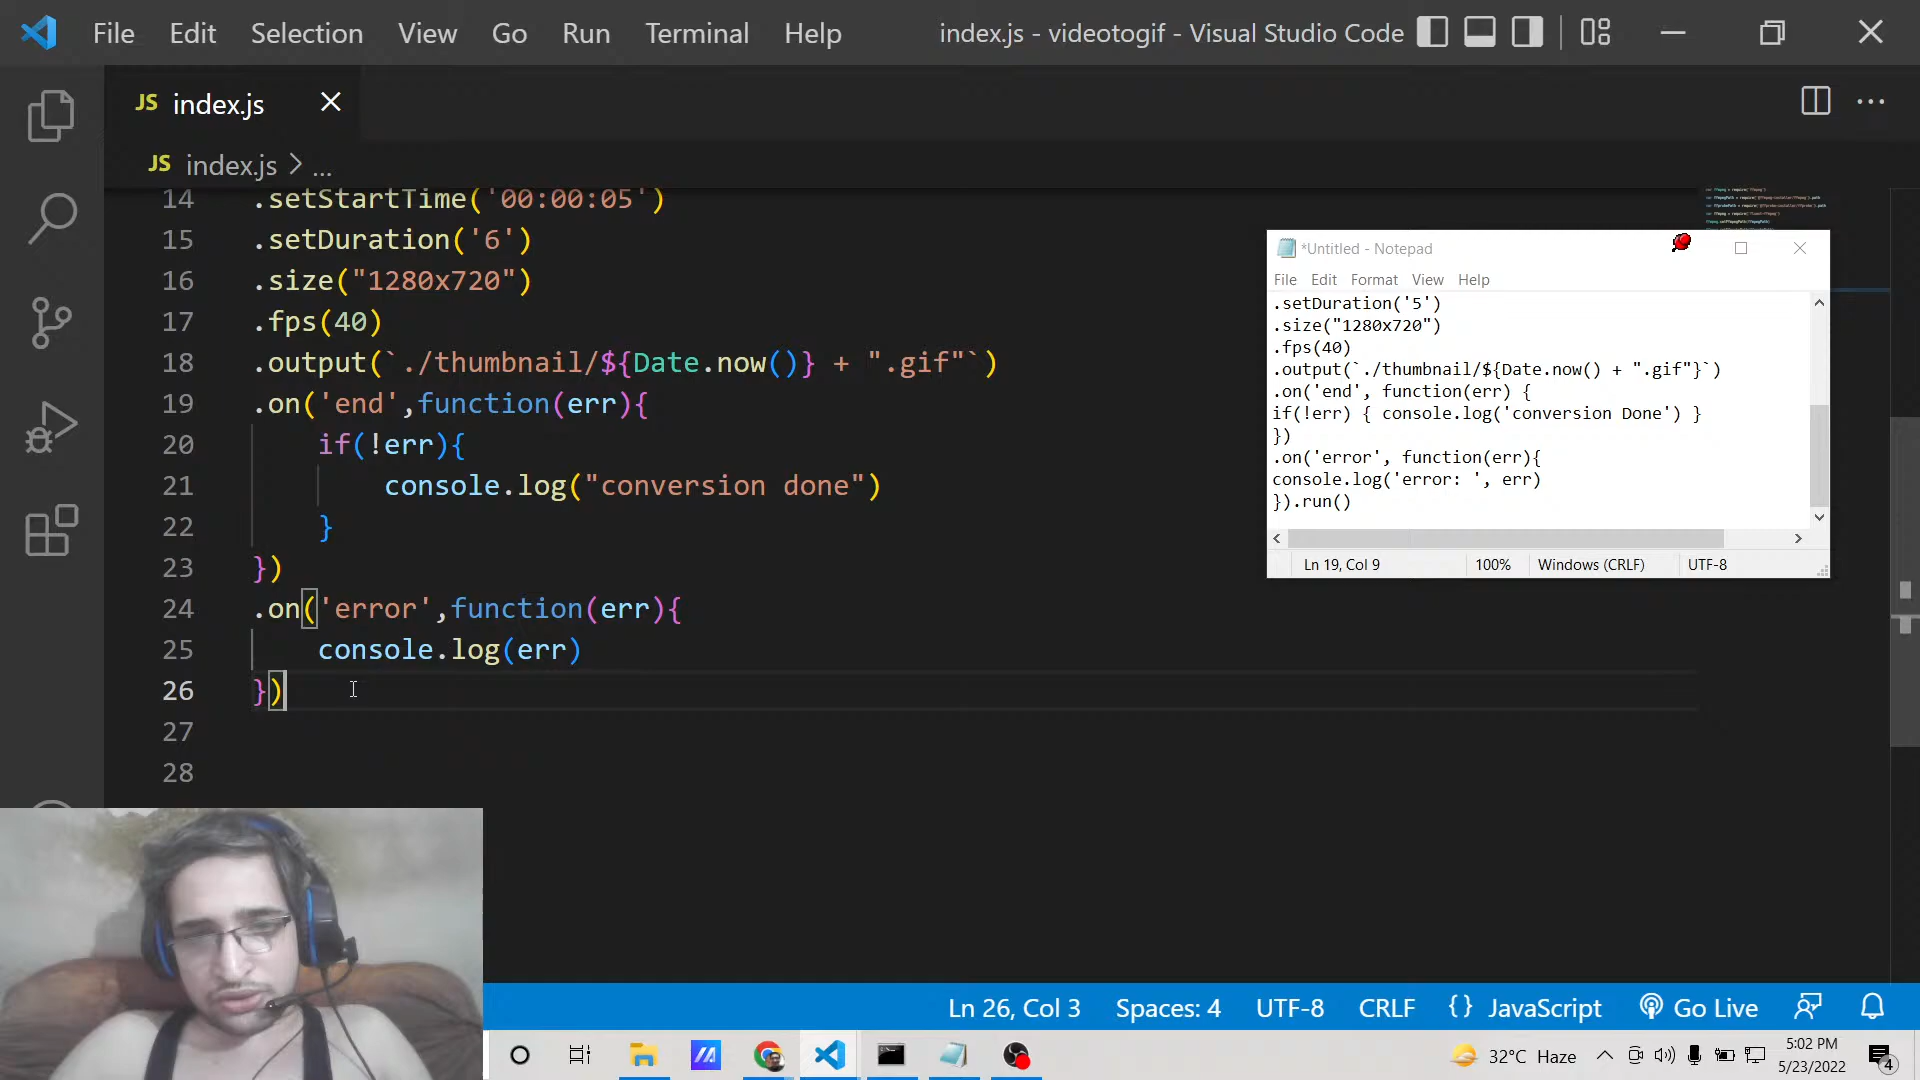 File Edit Selection View Go Run Terminal Help index.js - videotogif - Visual Studio Code
JS index.js
JS index.js > ...
14 .setStartTime('00:00:05')
15 .setDuration('6')
16 .size("1280x720")
17 .fps(40)
18 .output(`./thumbnail/${Date.now()} + ".gif"`)
19 .on('end',function(err){
20 if(!err){
21 console.log("conversion done")
22 }
23 })
24 .on('error',function(err){
25 console.log(err)
26 })
27
28
*Untitled - Notepad
File Edit Format View Help
.setDuration('5')
.size("1280x720")
.fps(40)
.output(`./thumbnail/${Date.now() + ".gif"}`)
.on('end', function(err) {
if(!err) { console.log('conversion Done') }
})
.on('error', function(err){
console.log('error: ', err)
}).run()
Ln 19, Col 9 100% Windows (CRLF) UTF-8
Ln 26, Col 3 Spaces: 4 UTF-8 CRLF {} JavaScript Go Live
32°C Haze
5:02 PM
5/23/2022
4